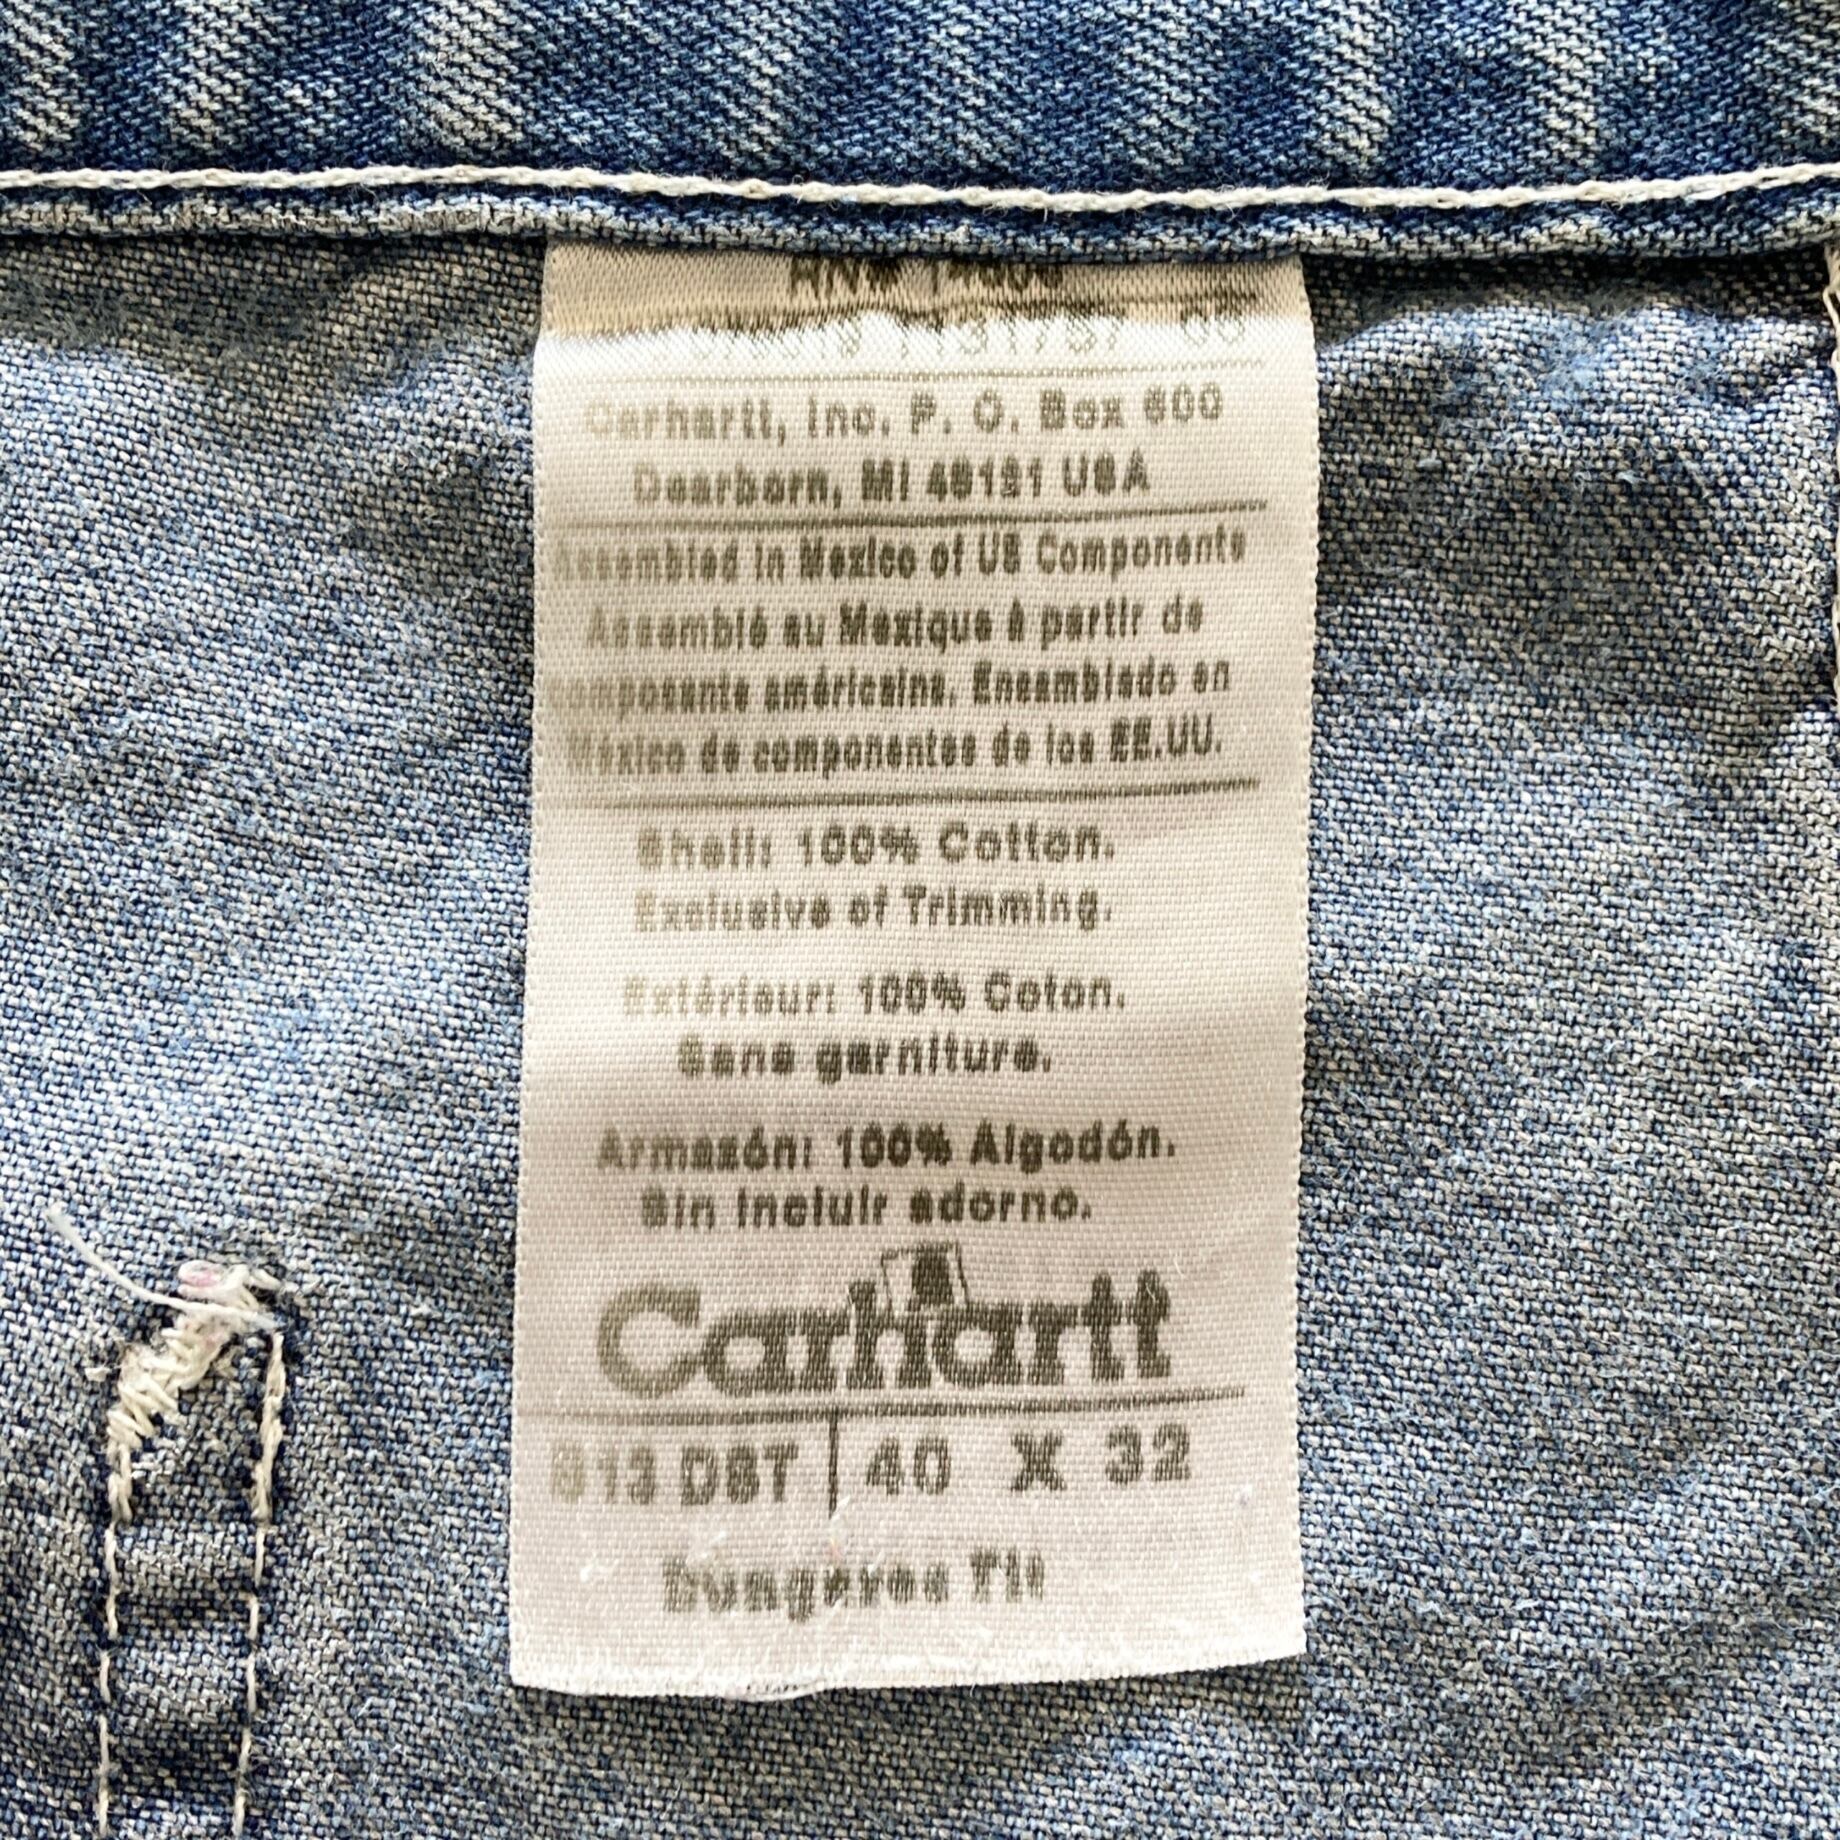 Carhartt, Inc. P. O. Box 600
Dearborn, MI 48121 USA
Assembled in Mexico of US Components
Assemblé au Mexique à partir de
composants américains. Ensamblado en
México de componentes de los EE.UU.
Shell: 100% Cotton.
Exclusive of Trimming.
Extérieur: 100% Coton.
Sans garniture.
Armazón: 100% Algodón.
Sin incluir adorno.
Carhartt
B13 DST 40 X 32
Dungaree Fit